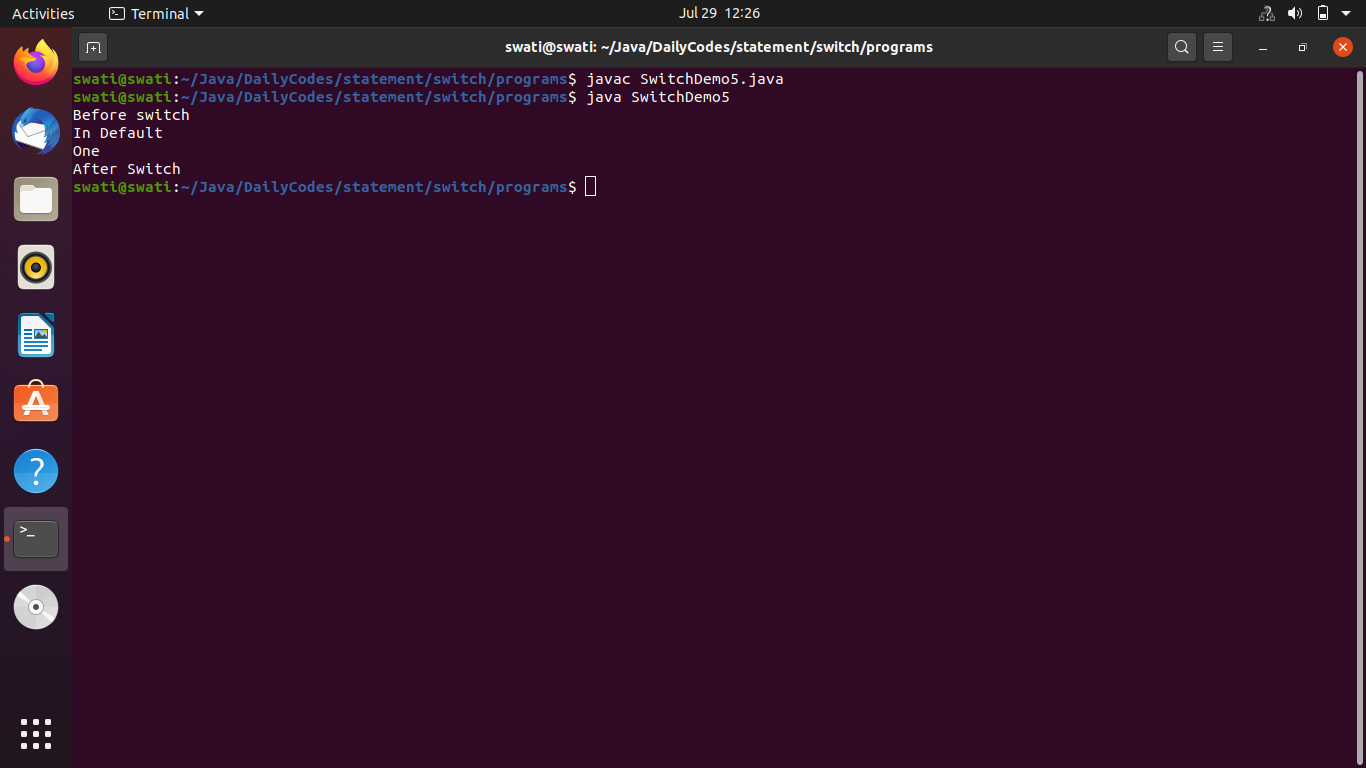 Activities
Terminal
Jul 29 12:26
swati@swati: ~/Java/DailyCodes/statement/switch/programs
swati@swati:~/Java/DailyCodes/statement/switch/programs$ javac SwitchDemo5.java
swati@swati:~/Java/DailyCodes/statement/switch/programs$ java SwitchDemo5
Before switch
In Default
One
After Switch
swati@swati:~/Java/DailyCodes/statement/switch/programs$